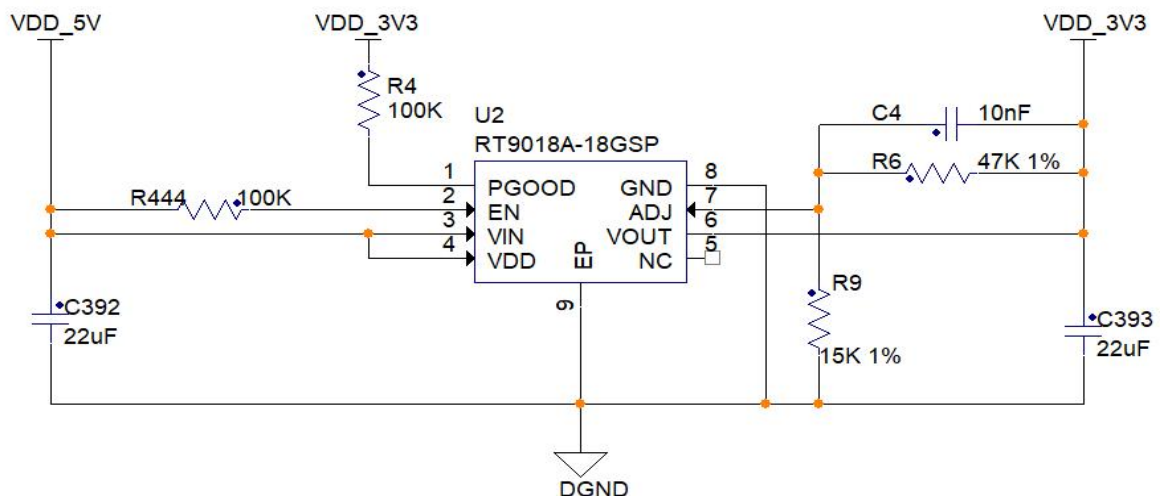 VDD_5V
VDD_3V3
VDD_3V3
R4
100K
U2
RT9018A-18GSP
C4
10nF
R6
47K 1%
R444
100K
1
PGOOD
GND
8
2
EN
ADJ
7
3
VIN
VOUT
6
4
VDD
NC
5
EP
9
R9
15K 1%
C392
22uF
C393
22uF
DGND